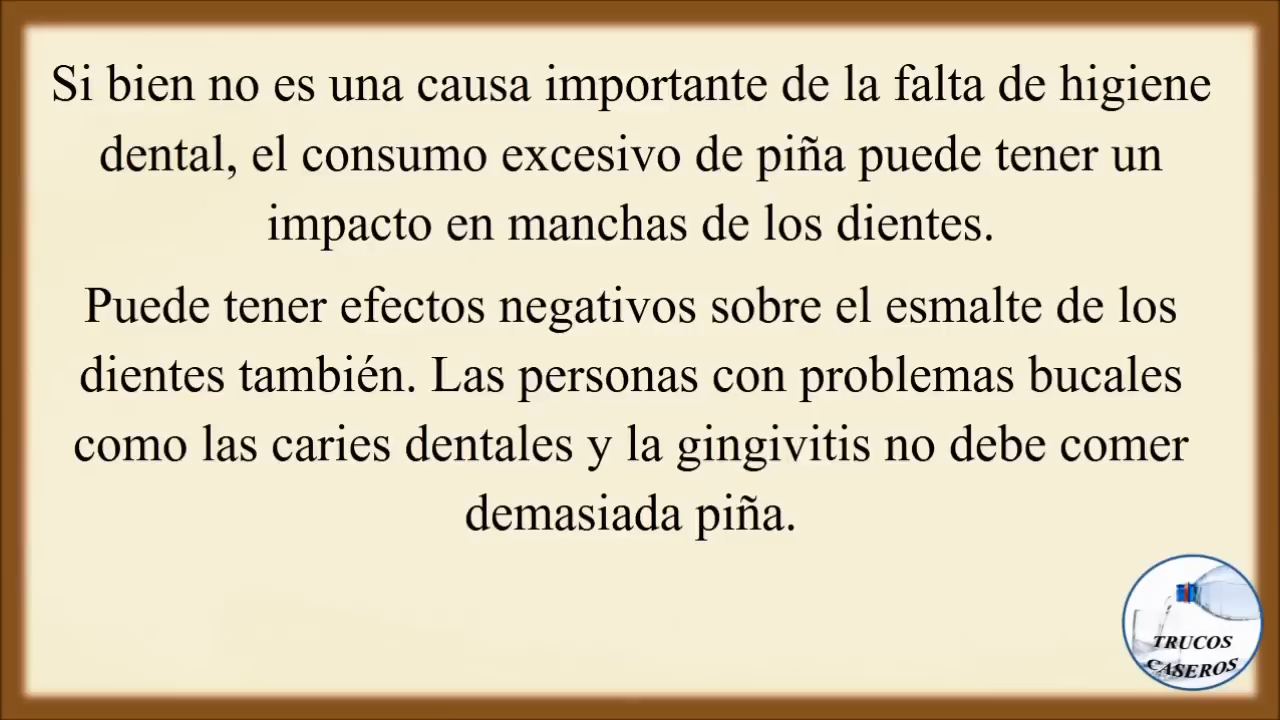 Si bien no es una causa importante de la falta de higiene
dental, el consumo excesivo de piña puede tener un
impacto en manchas de los dientes.
Puede tener efectos negativos sobre el esmalte de los
dientes también. Las personas con problemas bucales
como las caries dentales y la gingivitis no debe comer
demasiada piña.
TRUCOS
CASEROS